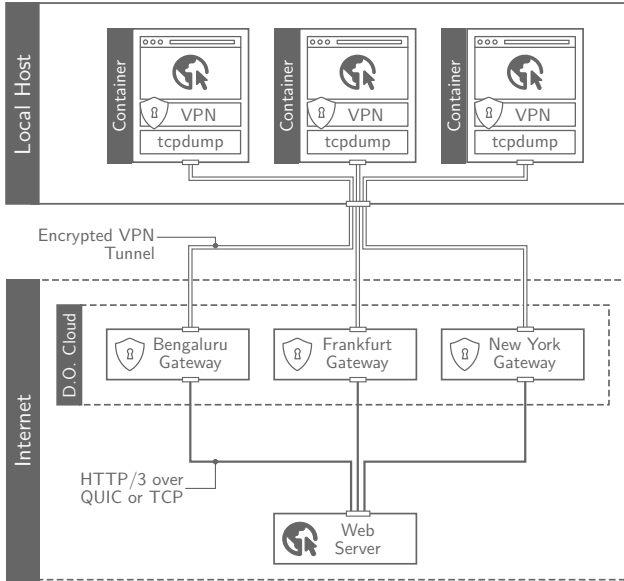 Local Host
Container
VPN
tcpdump
Container
VPN
tcpdump
Container
VPN
tcpdump
Encrypted VPN
Tunnel
Internet
D.O. Cloud
Bengaluru
Gateway
Frankfurt
Gateway
New York
Gateway
HTTP/3 over
QUIC or TCP
Web
Server